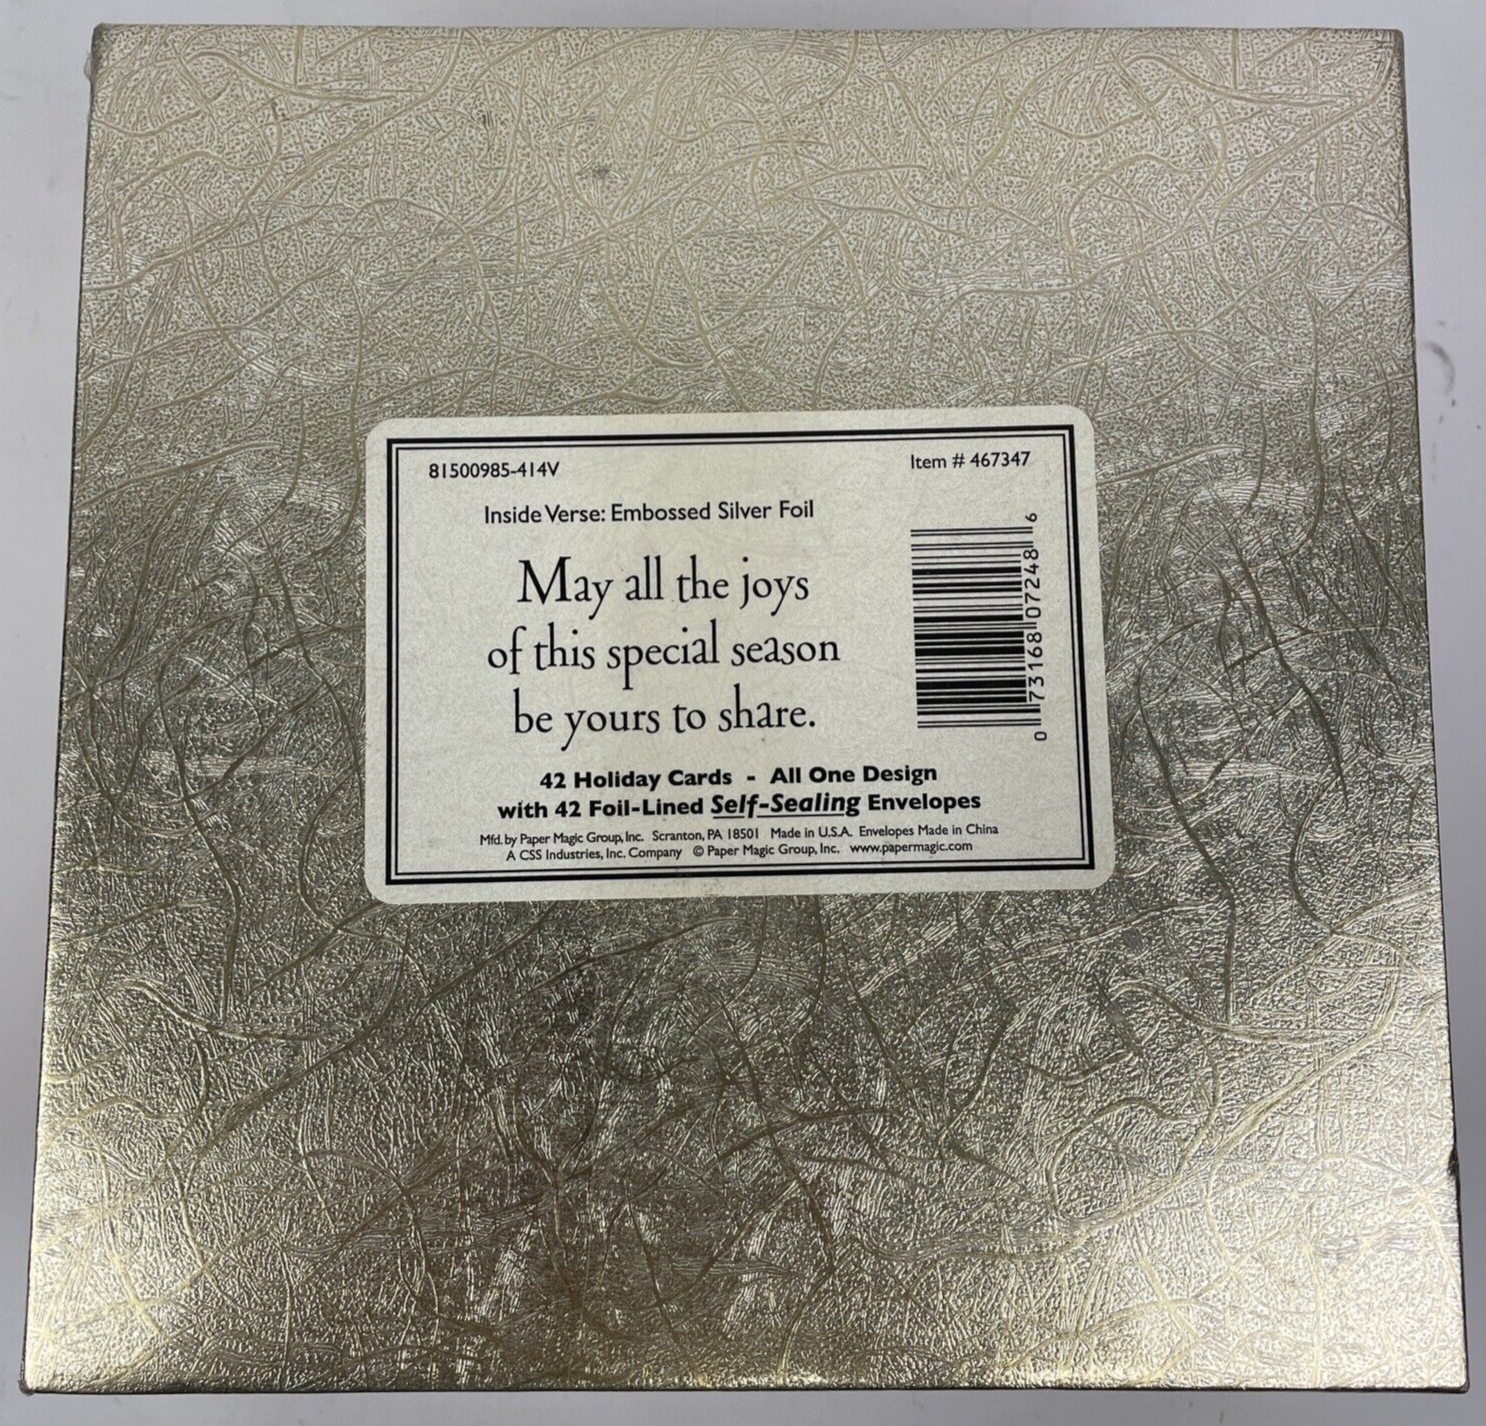 81500985-414V
Item # 467347
Inside Verse: Embossed Silver Foil
May all the joys
of this special season
be yours to share.
0 73168 07248 6
42 Holiday Cards - All One Design
with 42 Foil-Lined Self-Sealing Envelopes
Mfd. by Paper Magic Group, Inc. Scranton, PA 18501 Made in U.S.A. Envelopes Made in China
A CSS Industries, Inc. Company © Paper Magic Group, Inc. www.papermagic.com